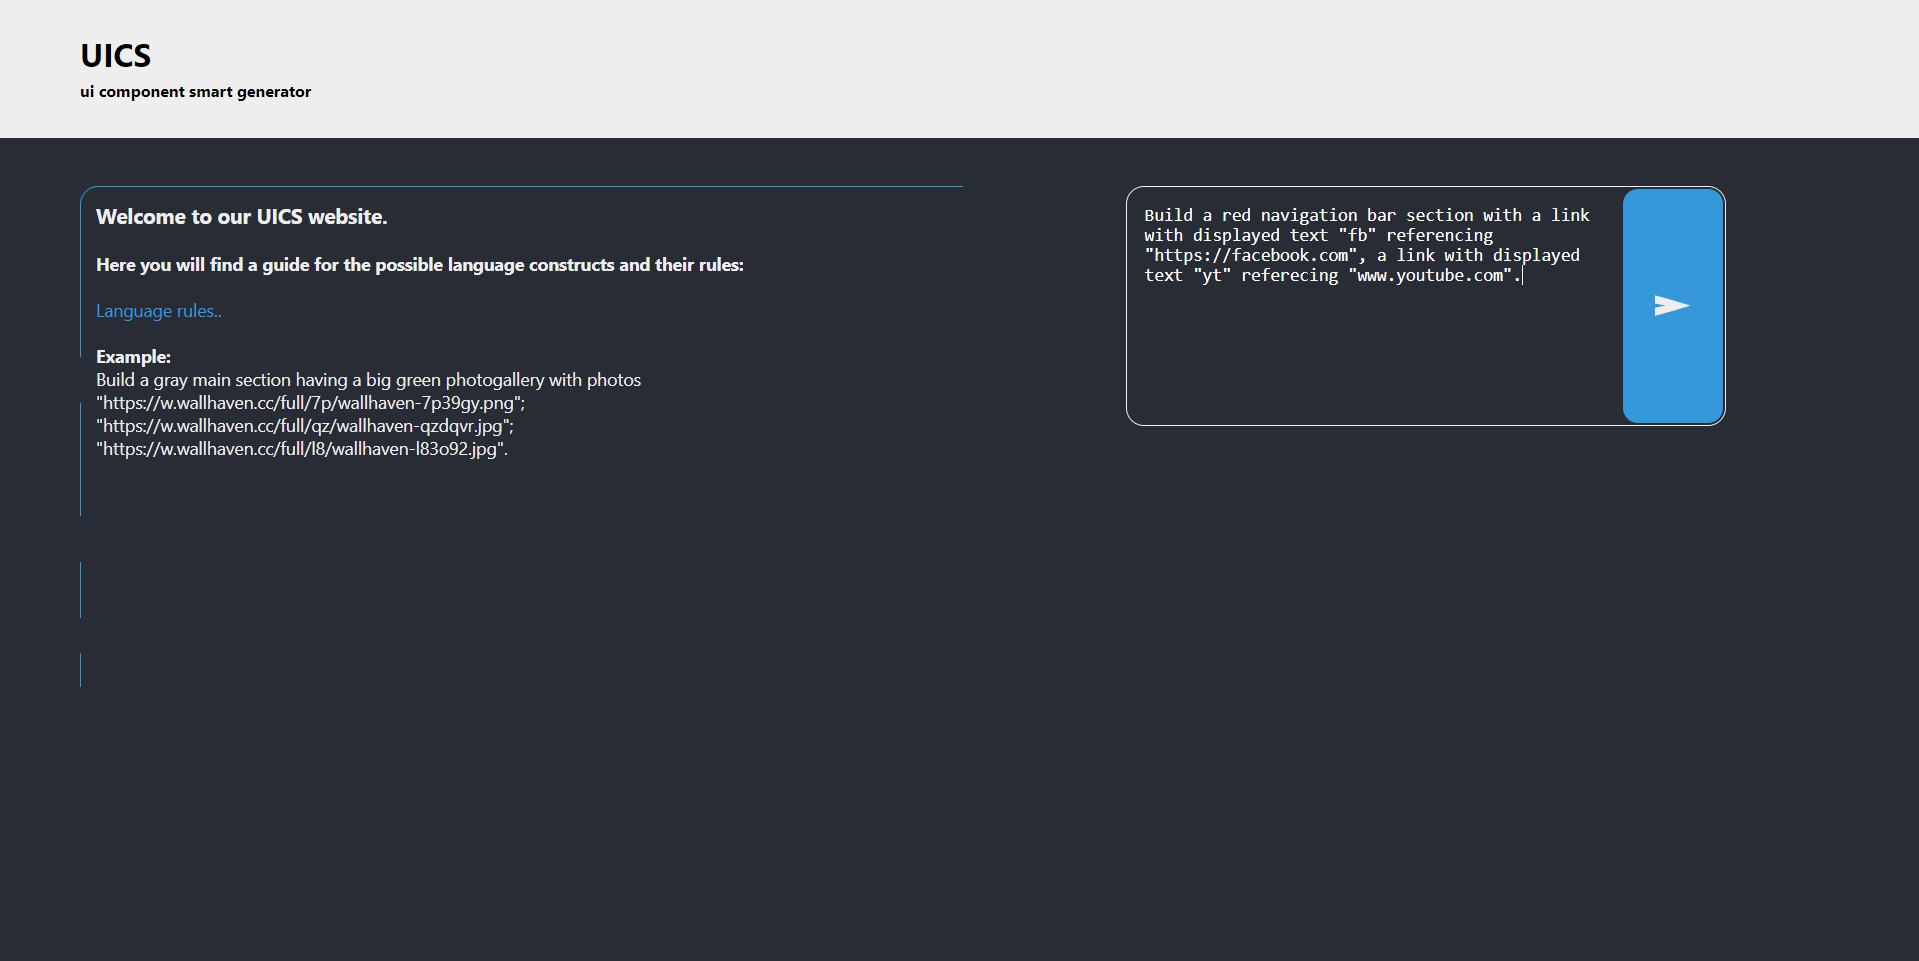 UICS
ui component smart generator
Welcome to our UICS website.
Here you will find a guide for the possible language constructs and their rules:
Language rules..
Example:
Build a gray main section having a big green photogallery with photos
"https://w.wallhaven.cc/full/7p/wallhaven-7p39gy.png";
"https://w.wallhaven.cc/full/qz/wallhaven-qzdqvr.jpg";
"https://w.wallhaven.cc/full/l8/wallhaven-l83o92.jpg".
Build a red navigation bar section with a link
with displayed text "fb" referencing
"https://facebook.com", a link with displayed
text "yt" referecing "www.youtube.com".